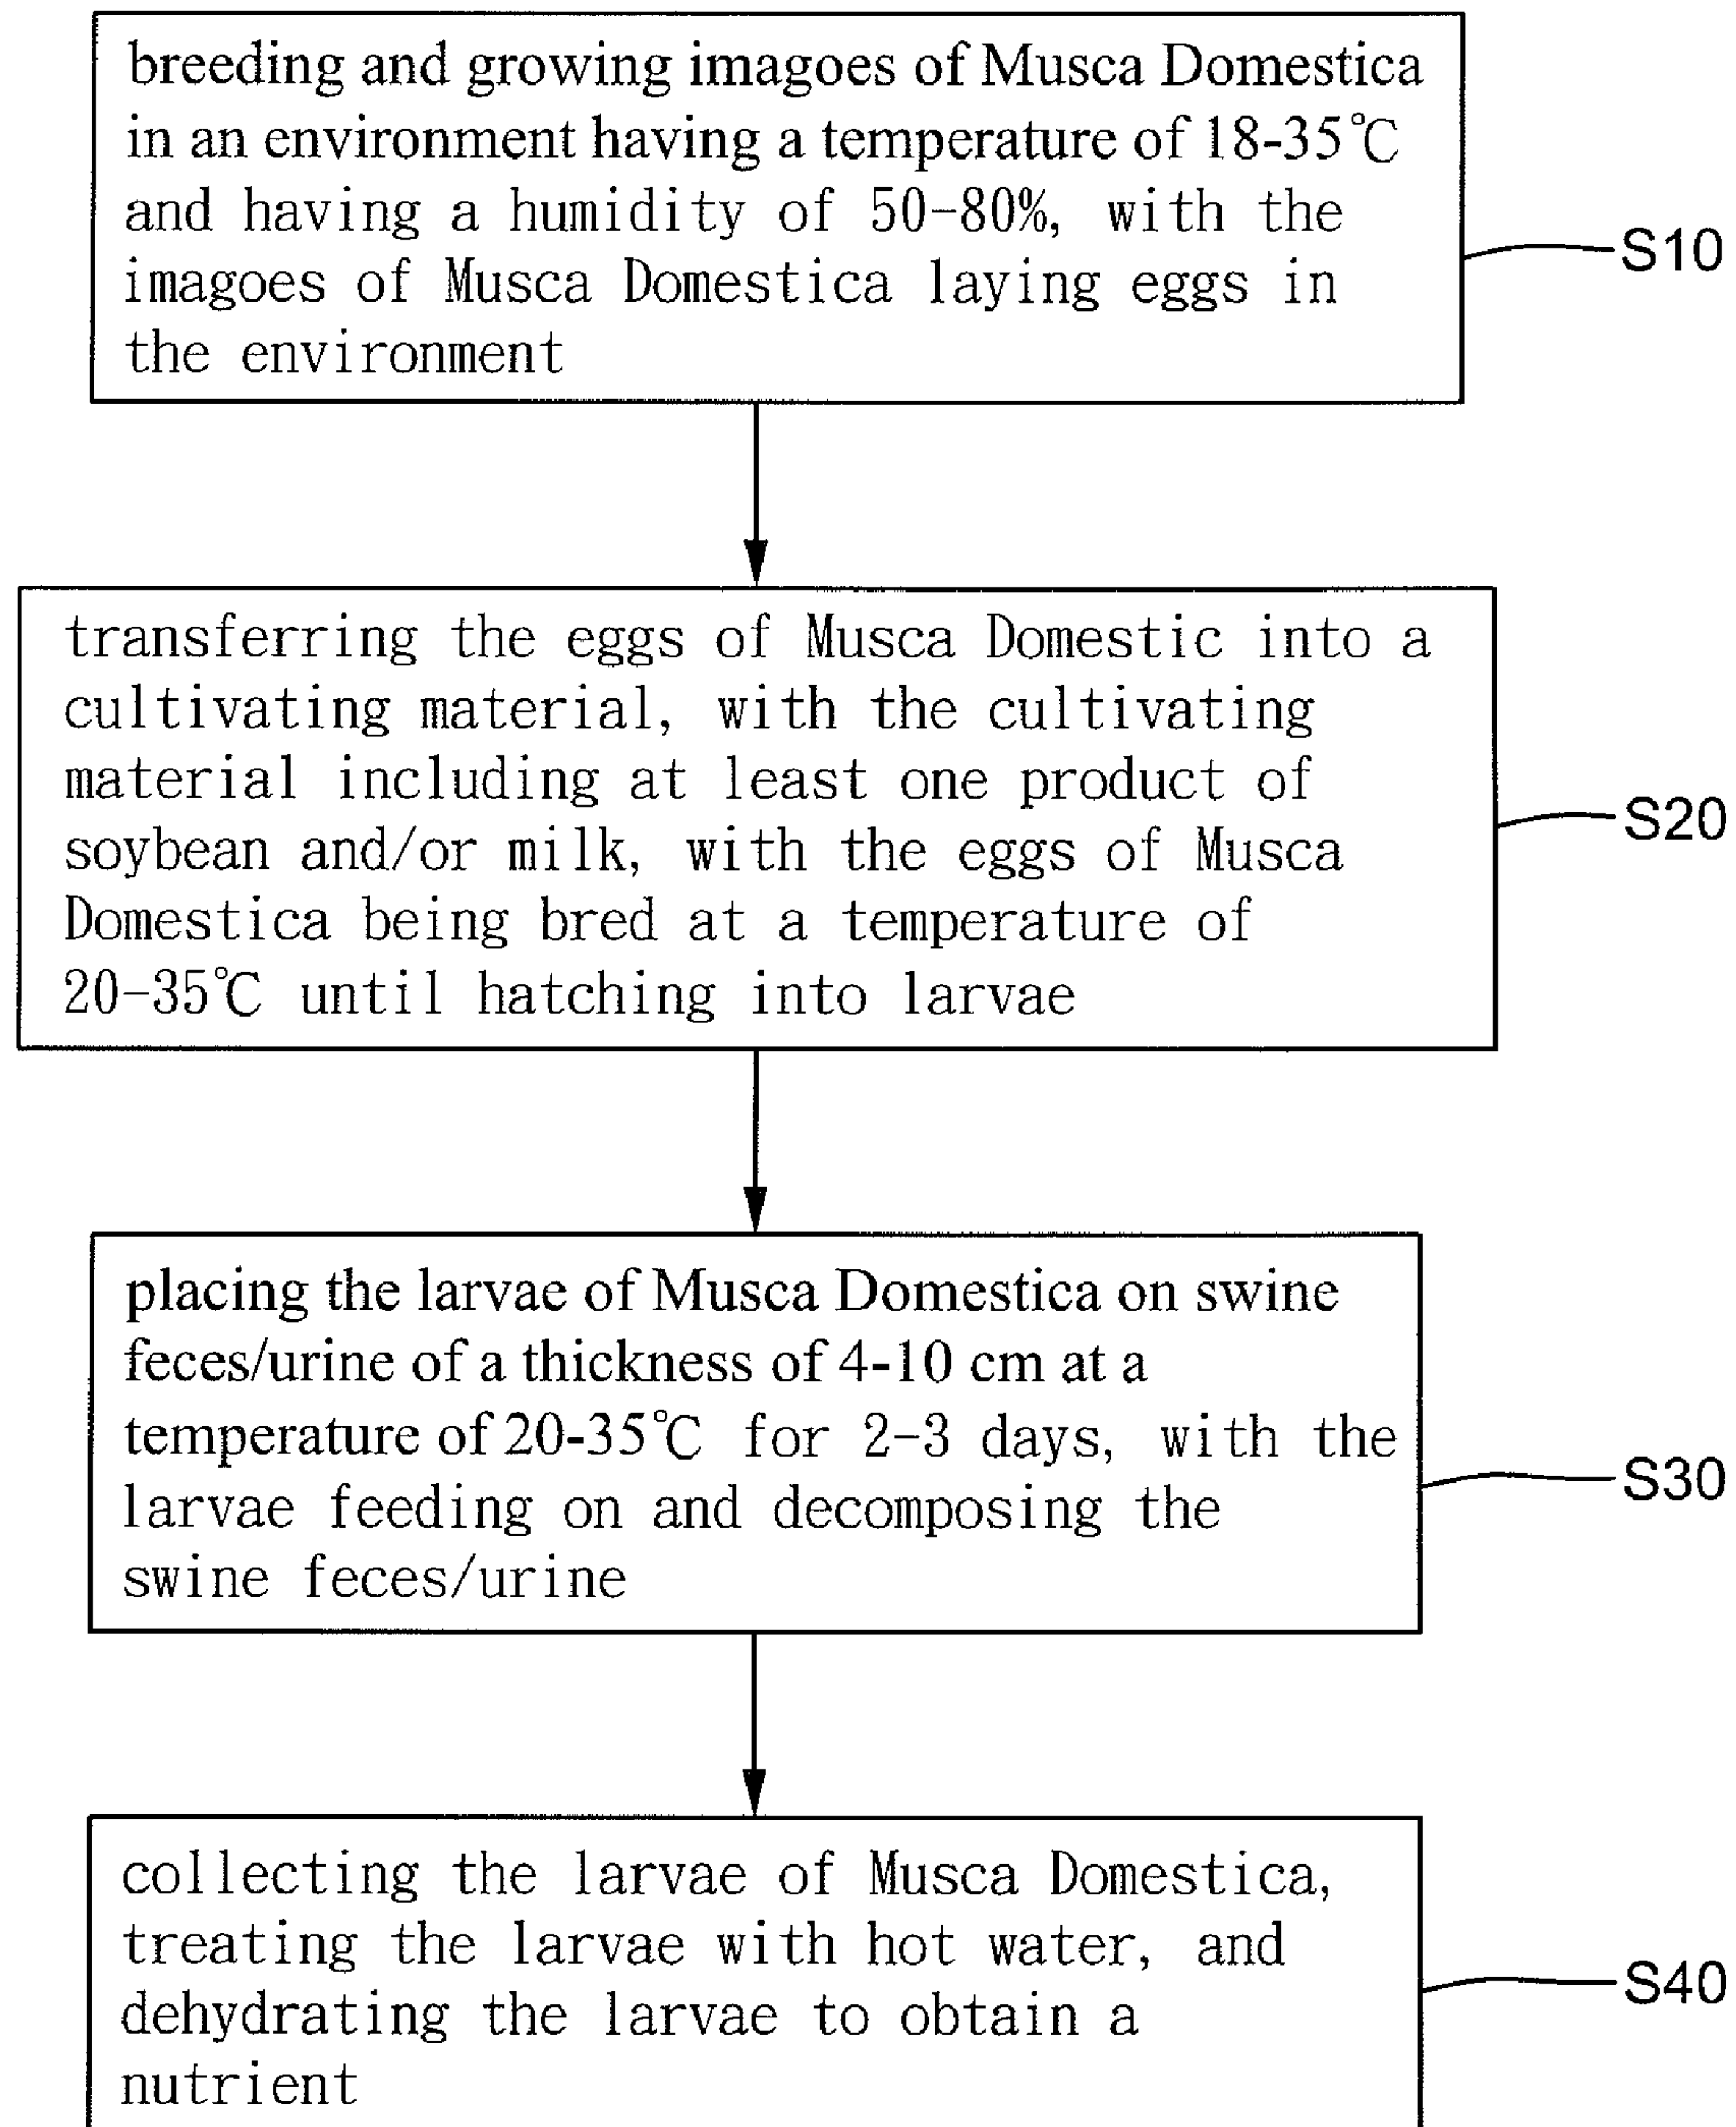 breeding and growing imagoes of Musca Domestica
in an environment having a temperature of 18-35℃
and having a humidity of 50-80%, with the
imagoes of Musca Domestica laying eggs in
the environment
S10
transferring the eggs of Musca Domestic into a
cultivating material, with the cultivating
material including at least one product of
soybean and/or milk, with the eggs of Musca
Domestica being bred at a temperature of
20-35℃ until hatching into larvae
S20
placing the larvae of Musca Domestica on swine
feces/urine of a thickness of 4-10 cm at a
temperature of 20-35℃ for 2-3 days, with the
larvae feeding on and decomposing the
swine feces/urine
S30
collecting the larvae of Musca Domestica,
treating the larvae with hot water, and
dehydrating the larvae to obtain a
nutrient
S40